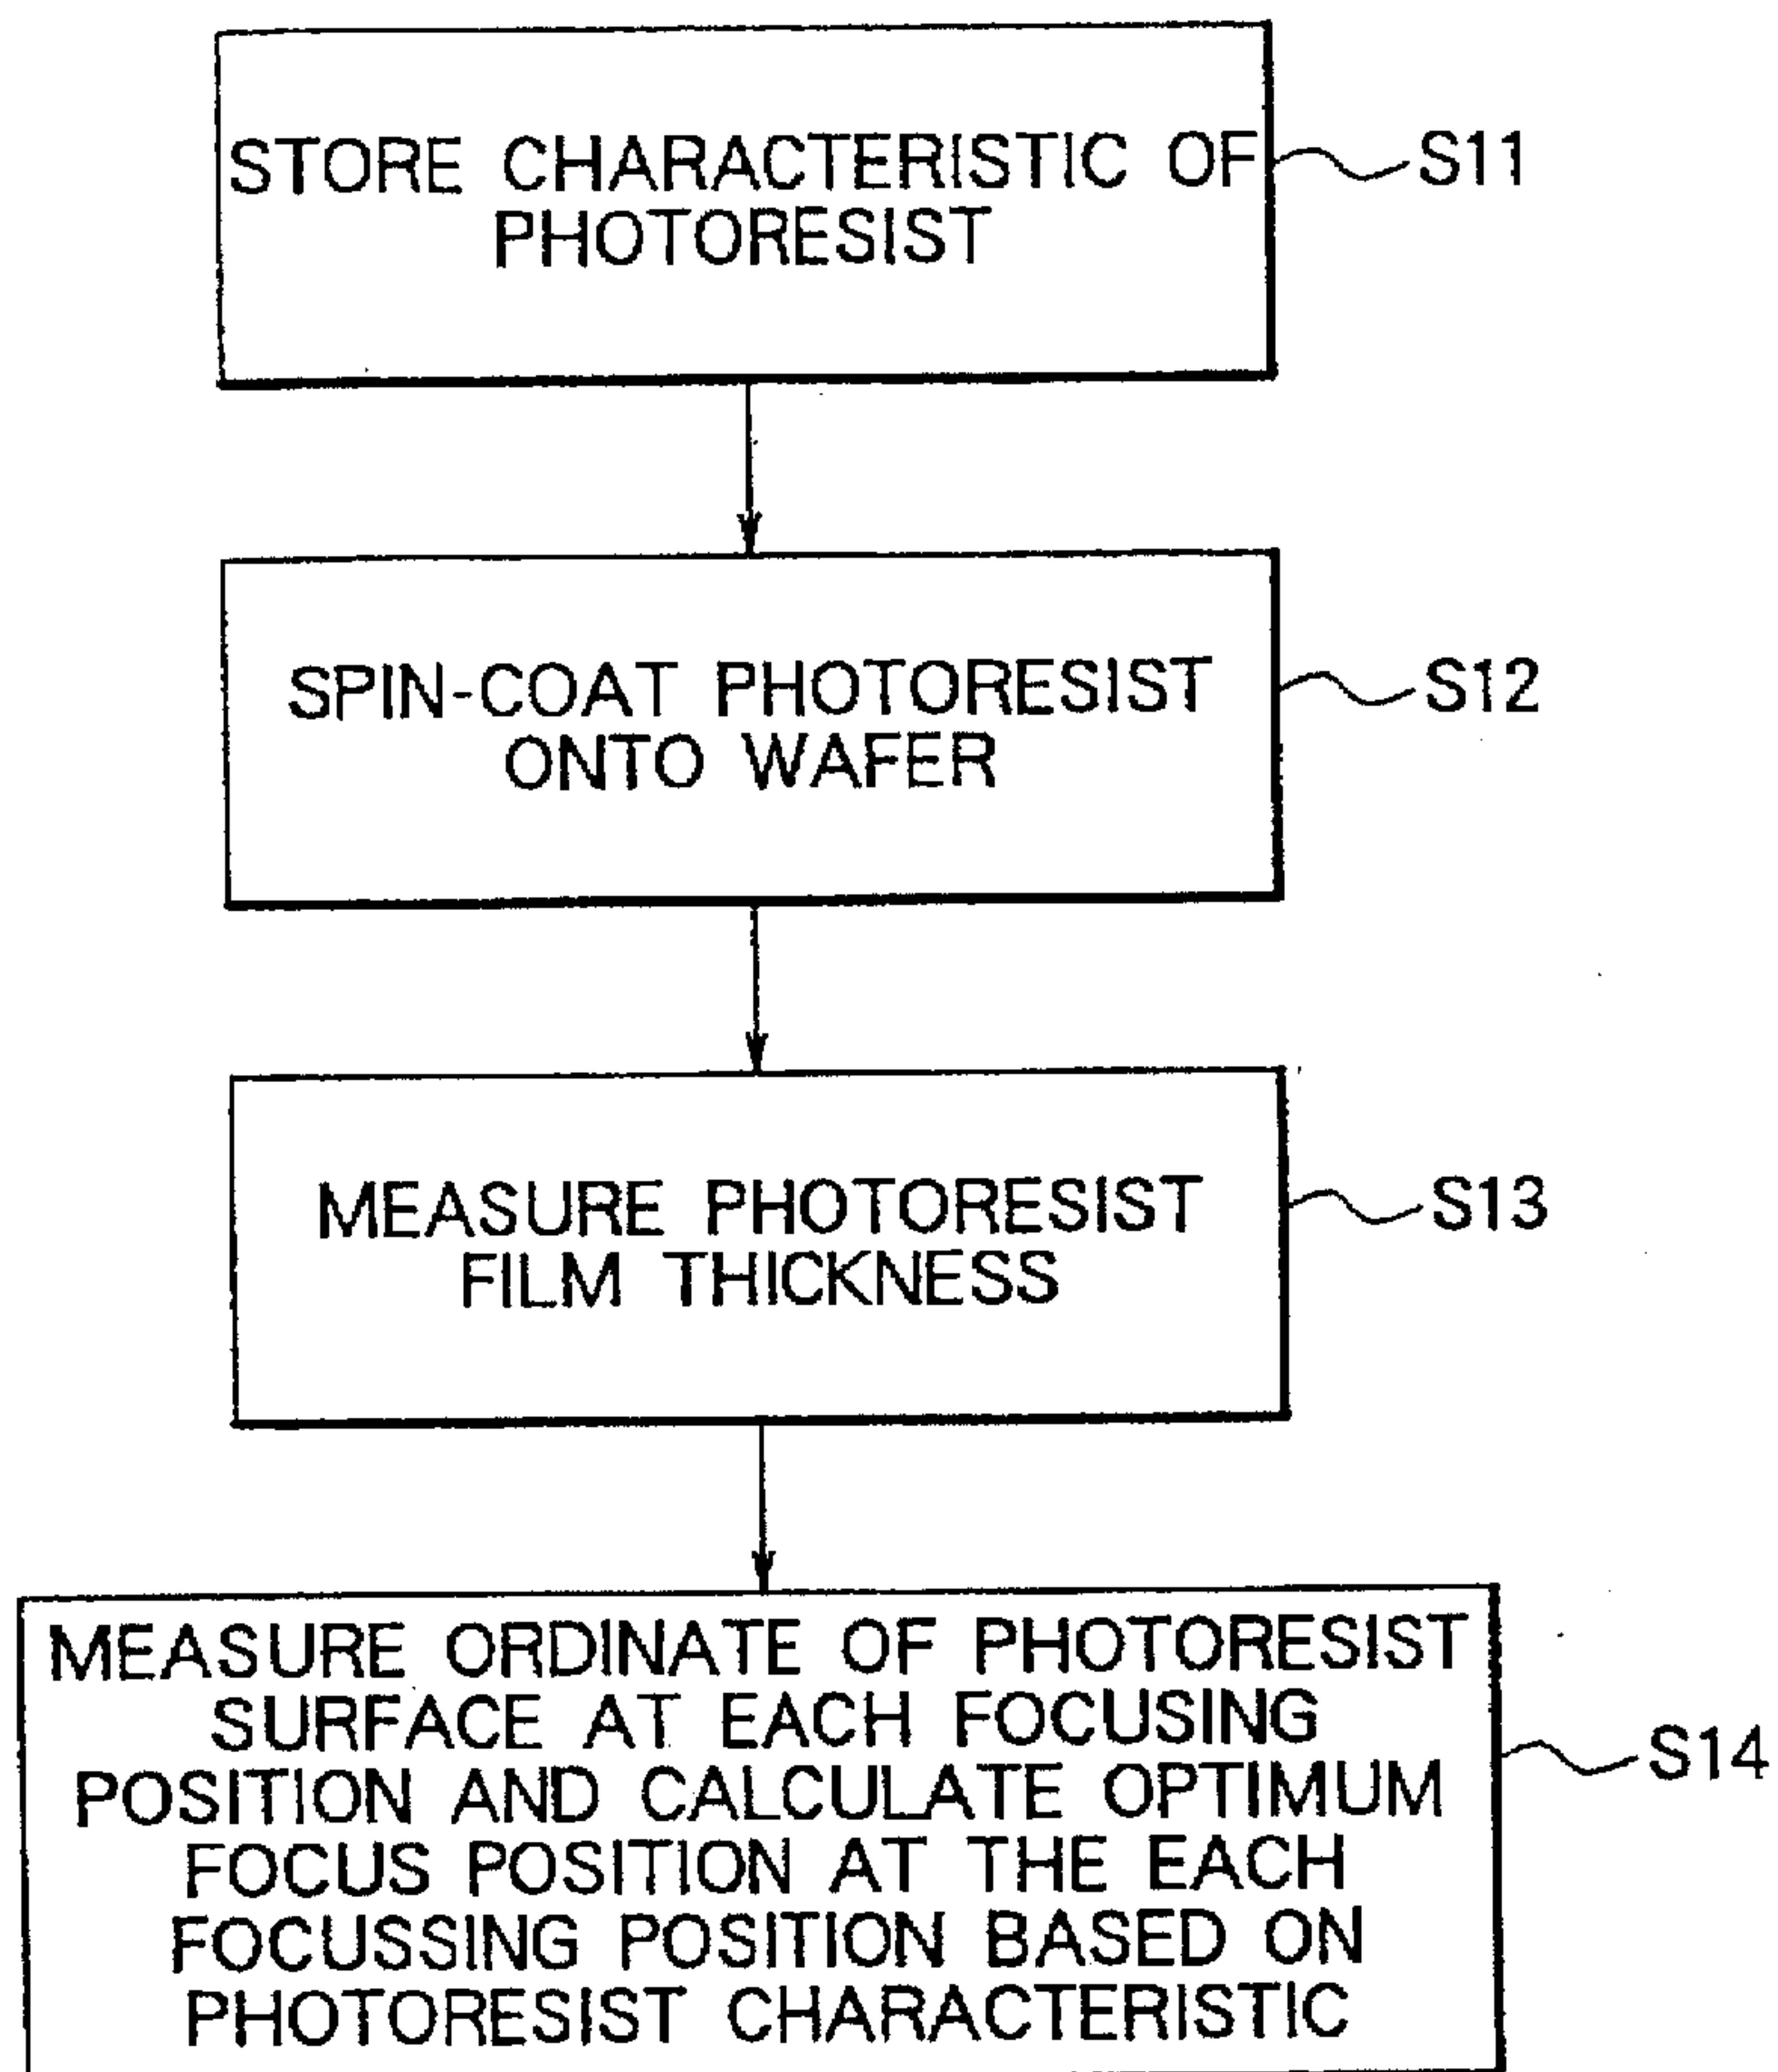 STORE CHARACTERISTIC OF
PHOTORESIST
S11
SPIN-COAT PHOTORESIST
ONTO WAFER
S12
MEASURE PHOTORESIST
FILM THICKNESS
S13
MEASURE ORDINATE OF PHOTORESIST
SURFACE AT EACH FOCUSING
POSITION AND CALCULATE OPTIMUM
FOCUS POSITION AT THE EACH
FOCUSSING POSITION BASED ON
PHOTORESIST CHARACTERISTIC
S14